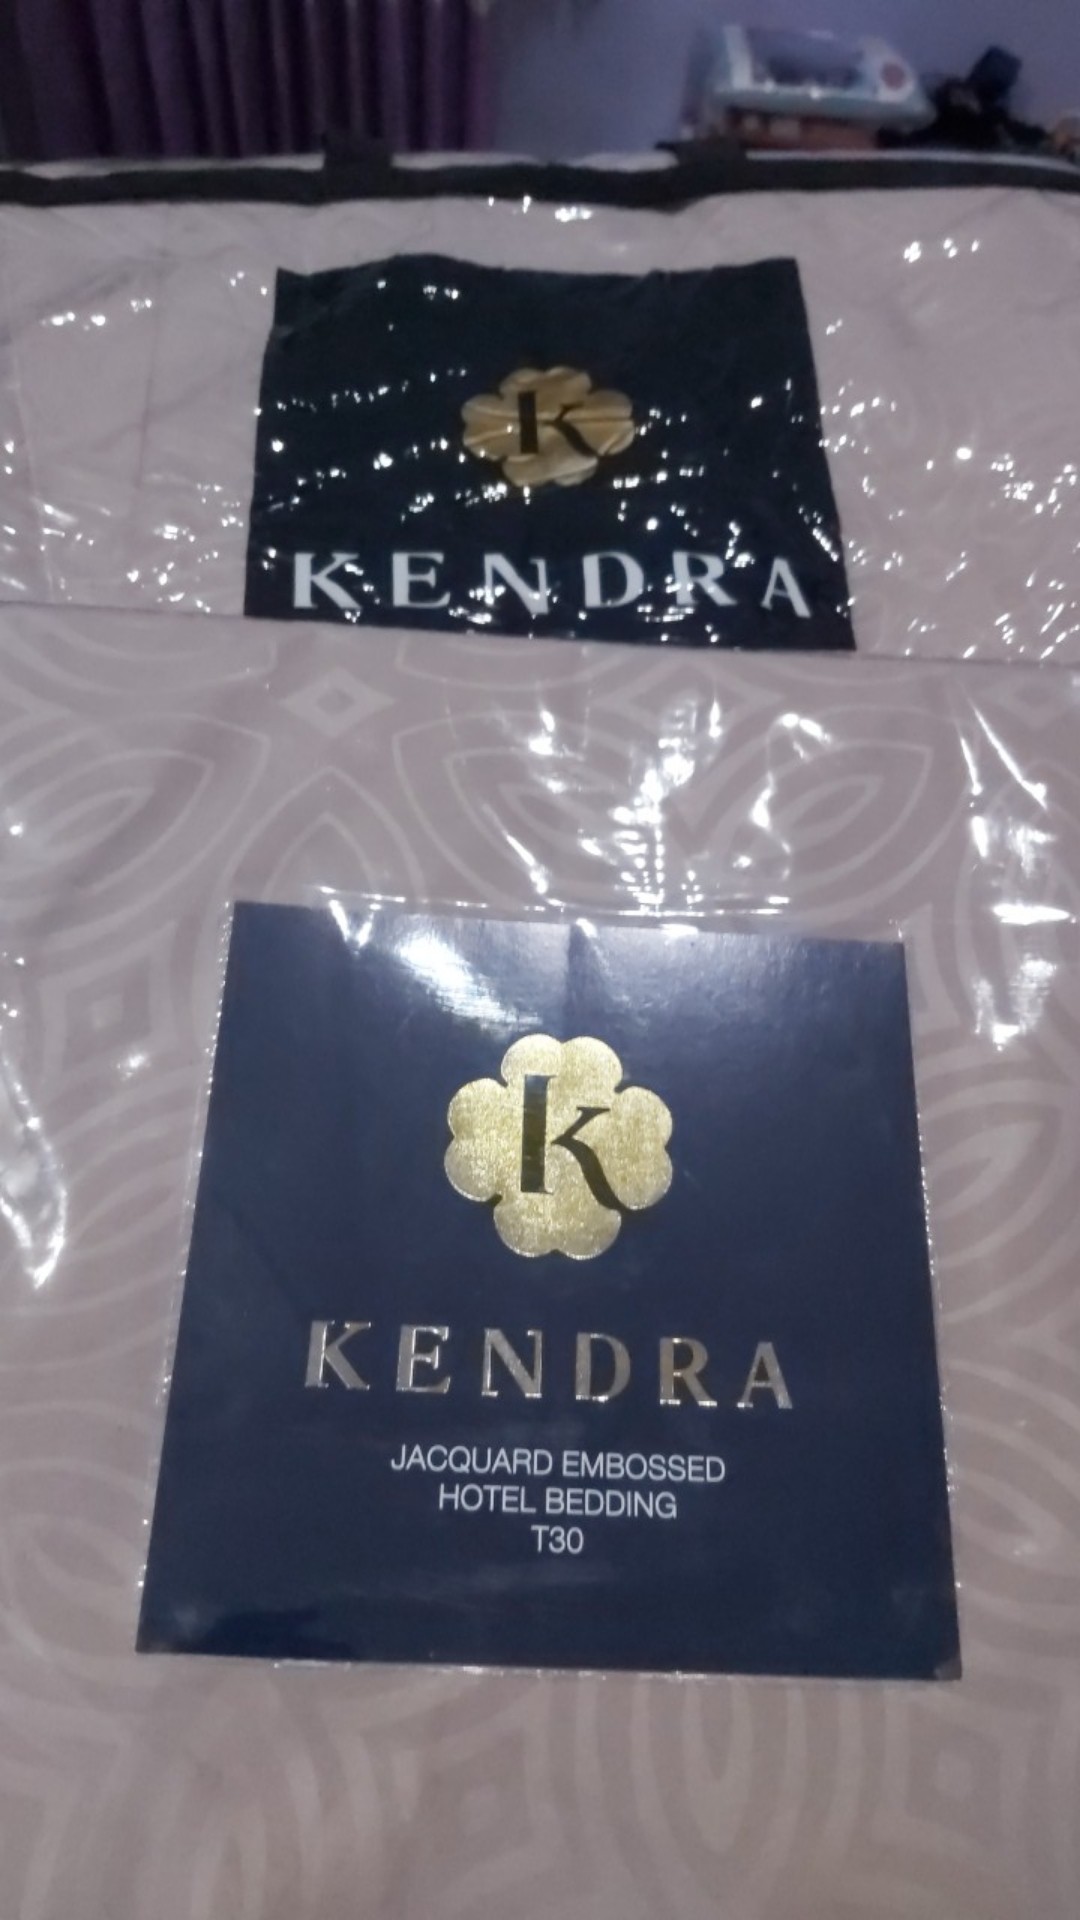 k
KENDRA
k
KENDRA
JACQUARD EMBOSSED
HOTEL BEDDING
T30